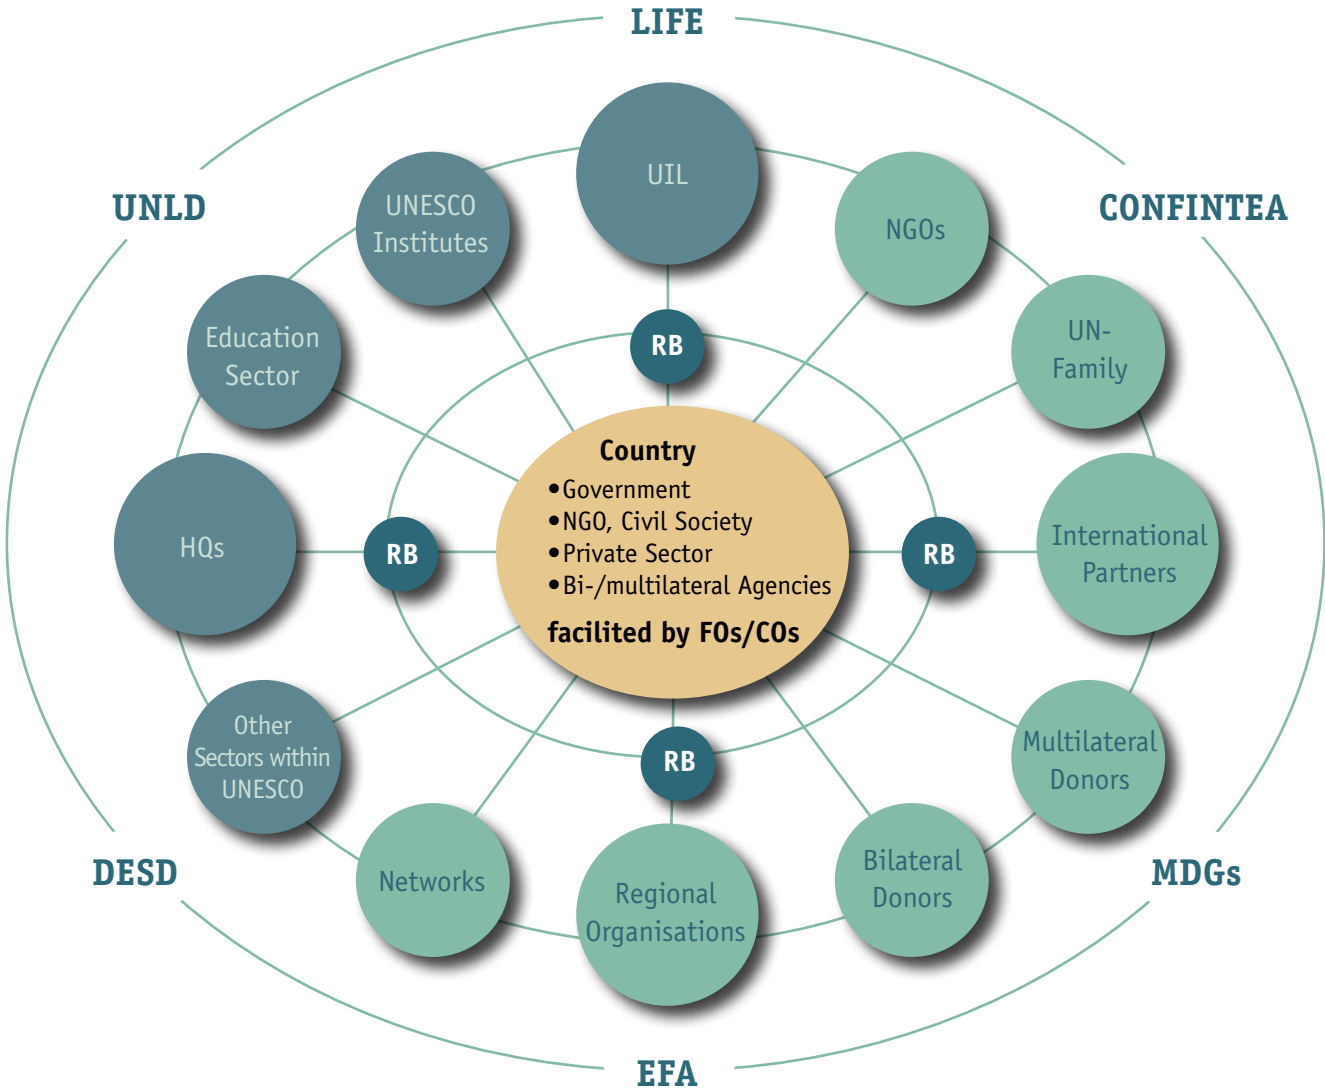 LIFE
UNLD
CONFINTEA
UIL
UNESCO
Institutes
NGOs
Education
Sector
UN-
Family
RB
HQs
RB
Country
•Government
•NGO, Civil Society
•Private Sector
•Bi-/multilateral Agencies
facilited by FOs/COs
RB
International
Partners
Other
Sectors within
UNESCO
RB
Multilateral
Donors
Networks
Regional
Organisations
Bilateral
Donors
DESD
MDGs
EFA